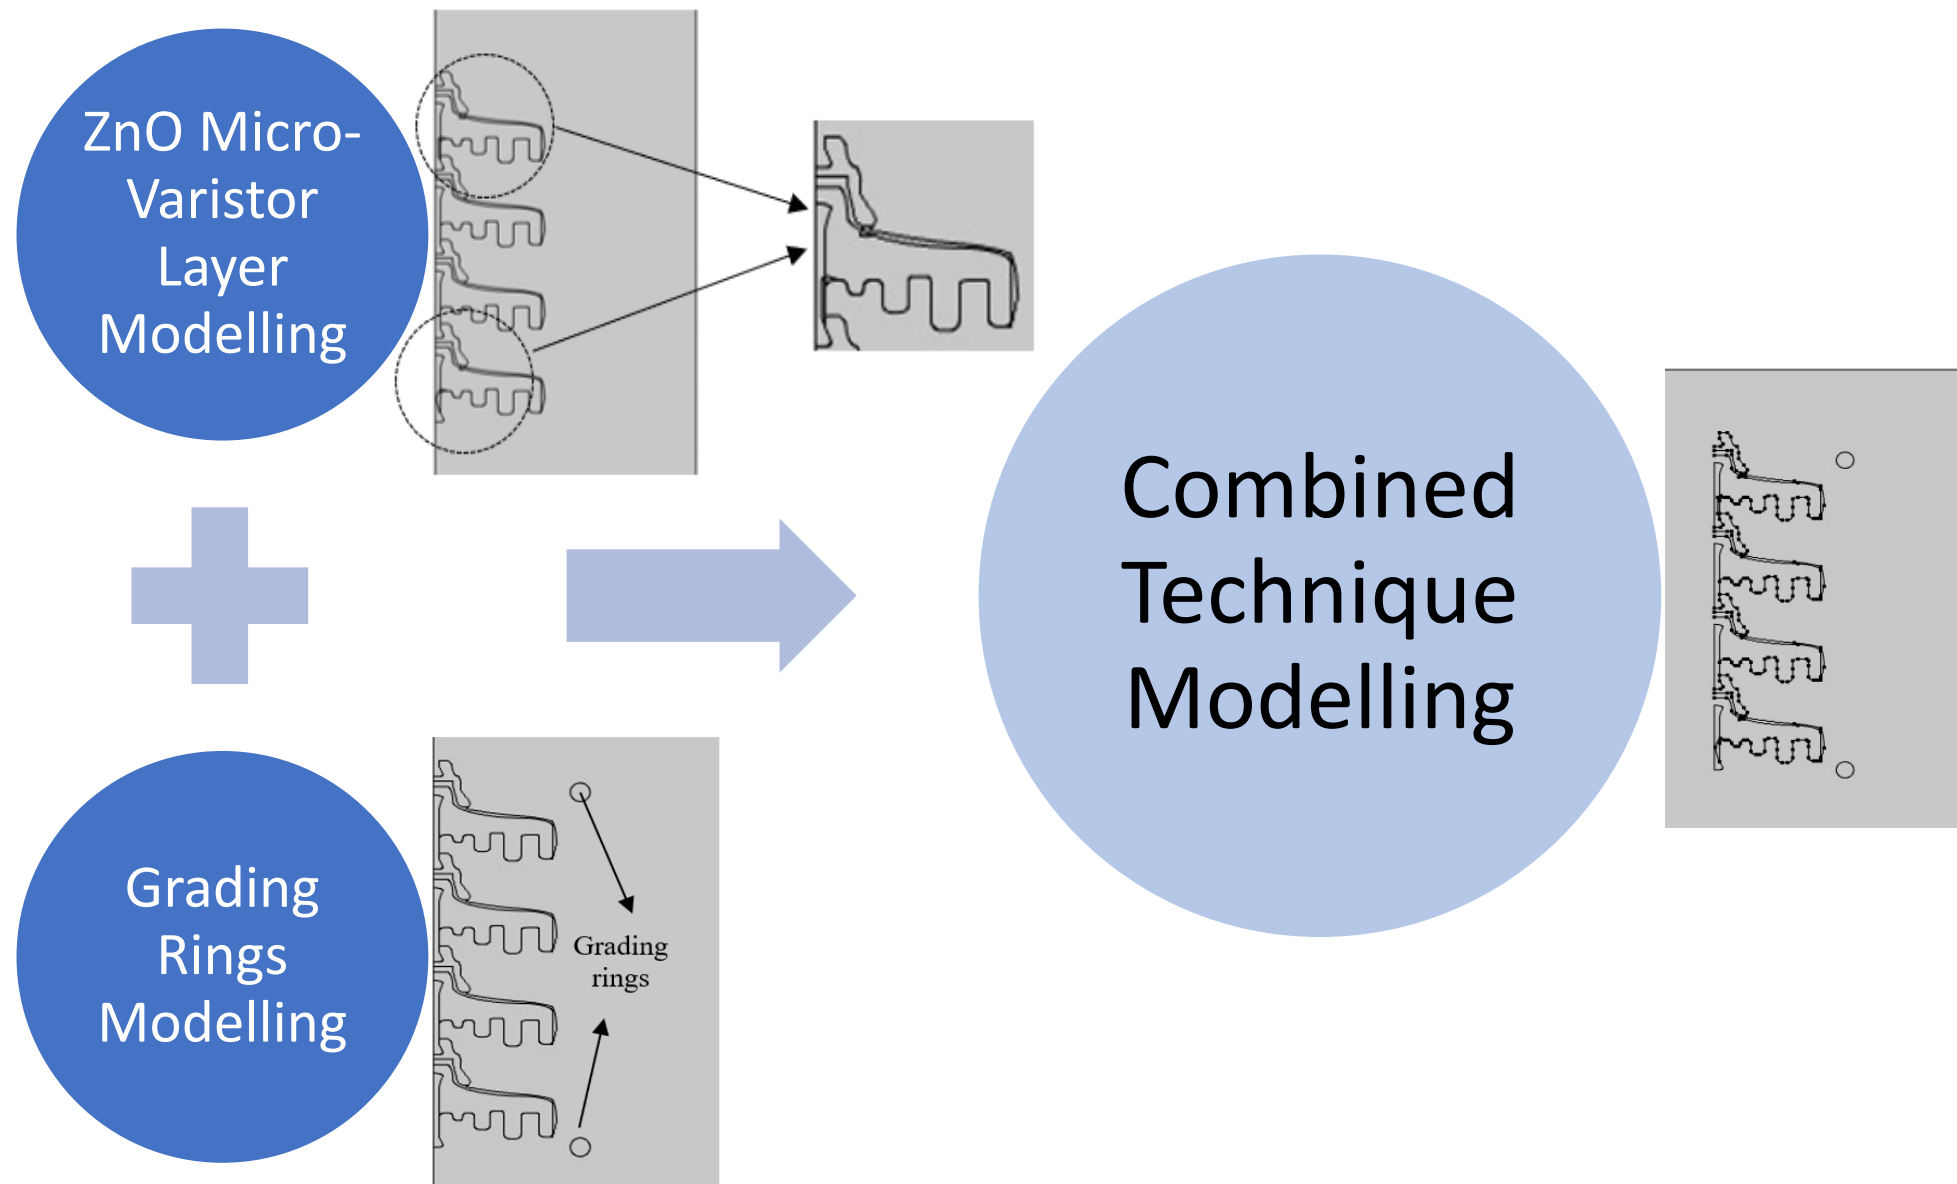 ZnO Micro-
Varistor
Layer
Modelling
Combined
Technique
Modelling
Grading
Rings
Modelling
Grading
rings